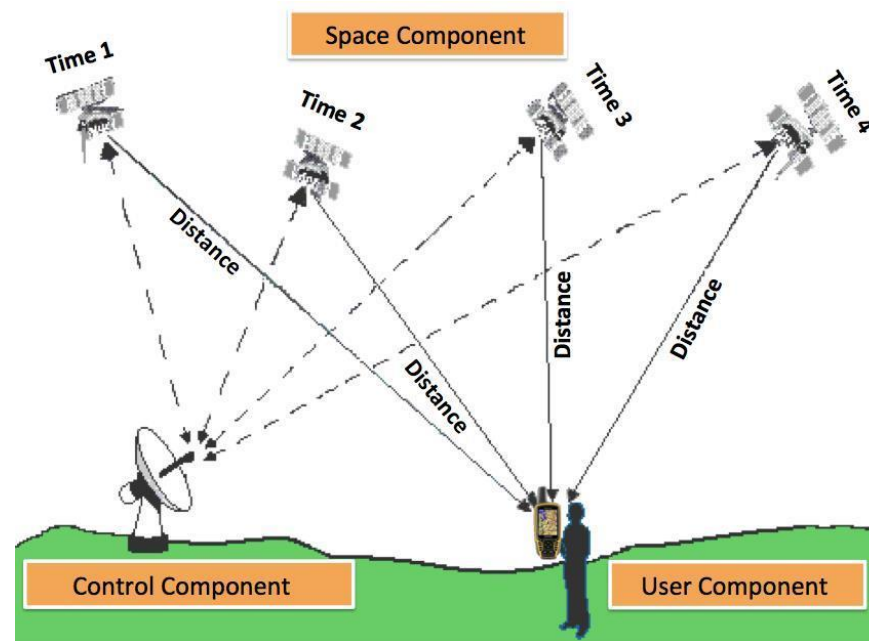 Space Component
Time 1
Time 2
Time 3
Time 4
Distance
Distance
Distance
Distance
Control Component
User Component